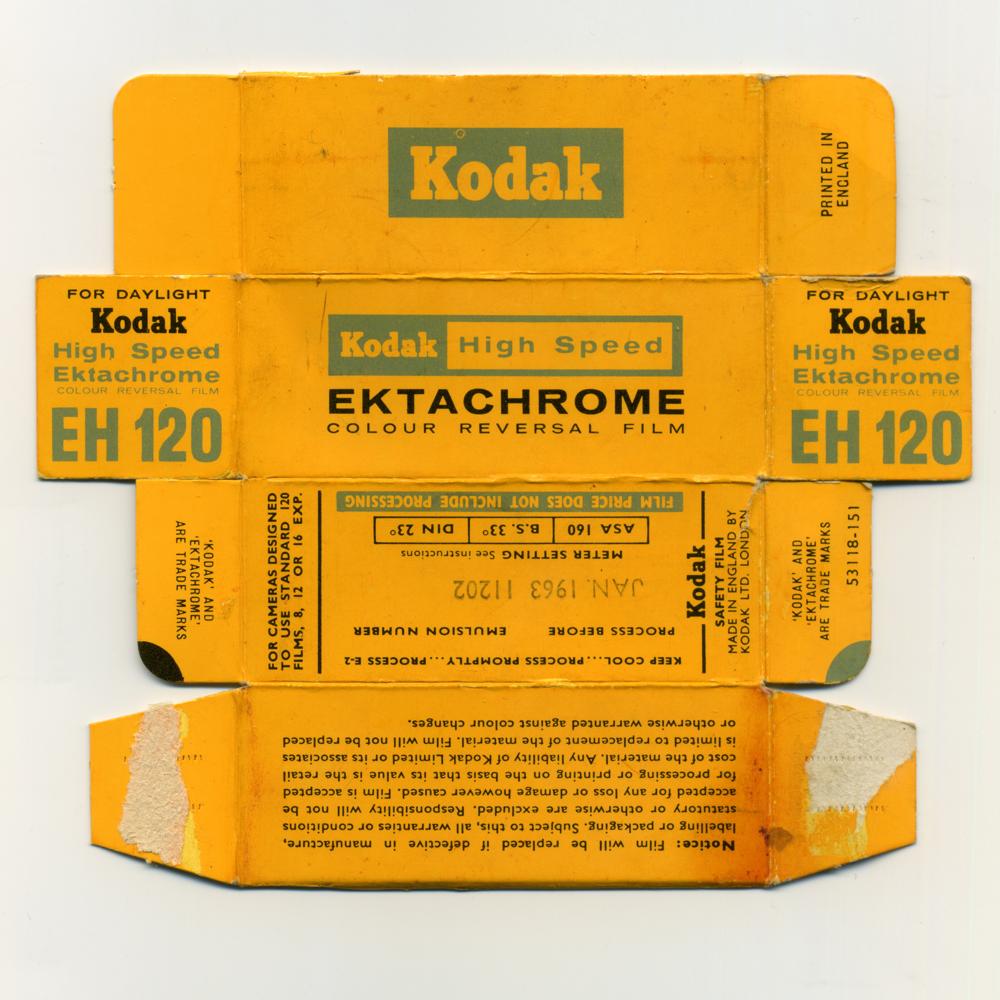 Kodak
PRINTED IN
ENGLAND
FOR DAYLIGHT
Kodak
High Speed
Ektachrome
COLOUR REVERSAL FILM
EH 120
Kodak High Speed
EKTACHROME
COLOUR REVERSAL FILM
FOR DAYLIGHT
Kodak
High Speed
Ektachrome
COLOUR REVERSAL FILM
EH 120
'KODAK' AND
'EKTACHROME'
ARE TRADE MARKS
FOR CAMERAS DESIGNED
TO USE STANDARD 120
FILMS, 8, 12 OR 16 EXP.
KEEP COOL...PROCESS PROMPTLY....PROCESS E-2
PROCESS BEFORE EMULSION NUMBER
JAN. 1963 11202
METER SETTING See instructions
ASA 160 B.S. 33° DIN 23°
FILM PRICE DOES NOT INCLUDE PROCESSING
Kodak
SAFETY FILM
MADE IN ENGLAND BY
KODAK LTD. LONDON
'KODAK' AND
'EKTACHROME'
ARE TRADE MARKS
53118-151
Notice: Film will be replaced if defective in manufacture,
labelling or packaging. Subject to this, all warranties or conditions
statutory or otherwise are excluded. Responsibility will not be
accepted for any loss or damage however caused. Film is accepted
for processing or printing on the basis that its value is the retail
cost of the material. Any liability of Kodak Limited or its associates
is limited to replacement of the material. Film will not be replaced
or otherwise warranted against colour changes.